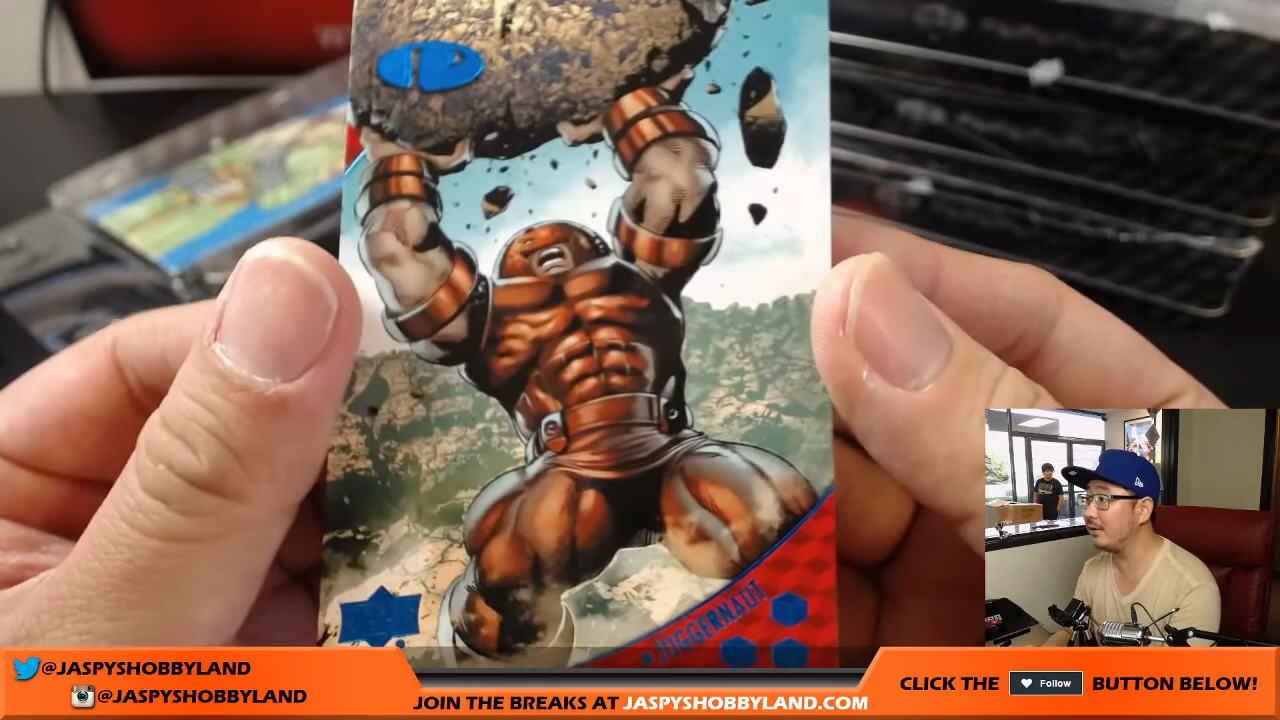 JUGGERNAUT
@JASPYSHOBBYLAND
@JASPYSHOBBYLAND
JOIN THE BREAKS AT JASPYSHOBBYLAND.COM
CLICK THE Follow BUTTON BELOW!